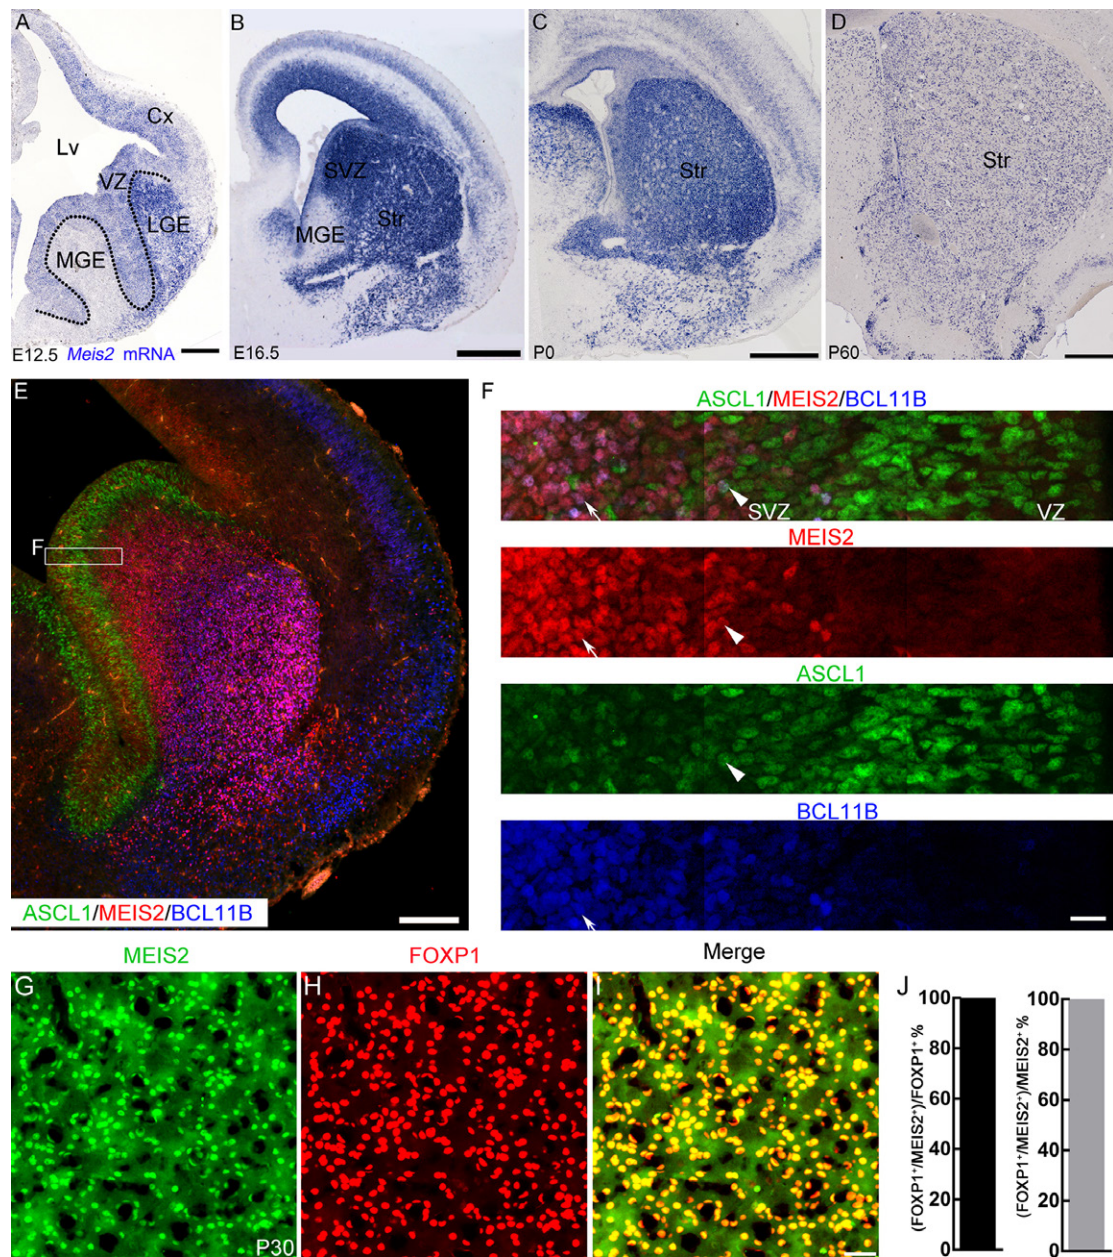 A
Cx
Lv
VZ
LGE
MGE
E12.5 Meis2 mRNA
B
SVZ
Str
MGE
E16.5
C
Str
P0
D
Str
P60
E
F
ASCL1/MEIS2/BCL11B
F
ASCL1/MEIS2/BCL11B
SVZ
VZ
MEIS2
ASCL1
BCL11B
MEIS2
G
P30
FOXP1
H
Merge
I
J
(FOXP1⁺/MEIS2⁺)/FOXP1⁺ %
100
80
60
40
20
0
(FOXP1⁺/MEIS2⁺)/MEIS2⁺ %
100
80
60
40
20
0